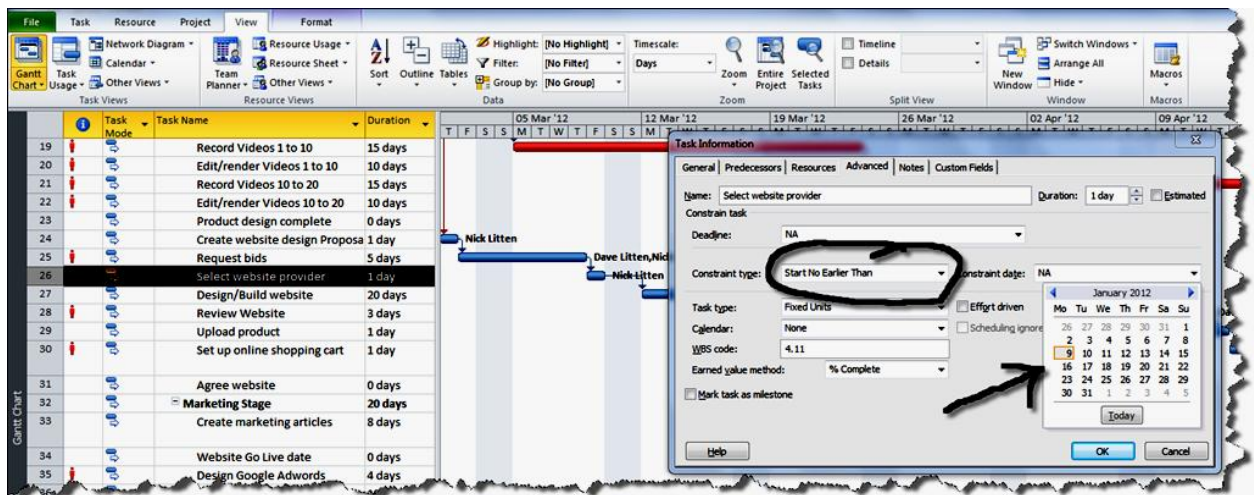 File Task Resource Project View Format
Gantt Chart
Task Usage
Network Diagram
Calendar
Other Views
Task Views
Team Planner
Resource Usage
Resource Sheet
Other Views
Resource Views
Sort
Outline
Tables
Highlight: [No Highlight]
Filter: [No Filter]
Group by: [No Group]
Data
Timescale:
Days
Zoom
Entire Project
Selected Tasks
Zoom
Timeline
Details
Split View
New Window
Switch Windows
Arrange All
Hide
Window
Macros
Macros
Task Mode Task Name Duration
05 Mar '12 12 Mar '12 19 Mar '12 26 Mar '12 02 Apr '12 09 Apr '12
T F S S M T W T F S S M
19 Record Videos 1 to 10 15 days
20 Edit/render Videos 1 to 10 10 days
21 Record Videos 10 to 20 15 days
22 Edit/render Videos 10 to 20 10 days
23 Product design complete 0 days
24 Create website design Proposa 1 day
25 Request bids 5 days
26 Select website provider 1 day
27 Design/Build website 20 days
28 Review Website 3 days
29 Upload product 1 day
30 Set up online shopping cart 1 day
31 Agree website 0 days
32 Marketing Stage 20 days
33 Create marketing articles 8 days
34 Website Go Live date 0 days
35 Design Google Adwords 4 days
Gantt Chart
Nick Litten
Dave Litten,Nic
Nick Litten
Task Information
General Predecessors Resources Advanced Notes Custom Fields
Name: Select website provider Duration: 1 day Estimated
Constrain task
Deadline: NA
Constraint type: Start No Earlier Than Constraint date: NA
Task type: Fixed Units Effort driven
Calendar: None Scheduling ignore
WBS code: 4.11
Earned value method: % Complete
Mark task as milestone
January 2012
Mo Tu We Th Fr Sa Su
26 27 28 29 30 31 1
2 3 4 5 6 7 8
9 10 11 12 13 14 15
16 17 18 19 20 21 22
23 24 25 26 27 28 29
30 31 1 2 3 4 5
Today
Help OK Cancel